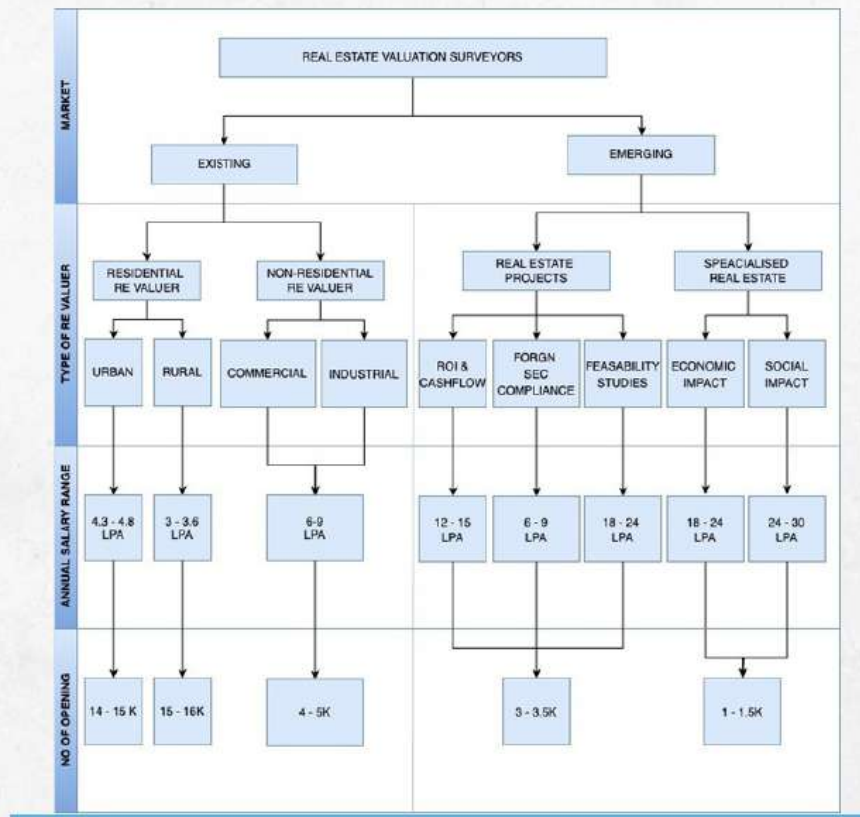 MARKET
REAL ESTATE VALUATION SURVEYORS
EXISTING
EMERGING
TYPE OF RE VALUER
RESIDENTIAL
RE VALUER
NON-RESIDENTIAL
RE VALUER
REAL ESTATE
PROJECTS
SPEACIALISED
REAL ESTATE
URBAN
RURAL
COMMERCIAL
INDUSTRIAL
ROI &
CASHFLOW
FORGN
SEC
COMPLIANCE
FEASABILITY
STUDIES
ECONOMIC
IMPACT
SOCIAL
IMPACT
ANNUAL SALARY RANGE
4.3 - 4.8
LPA
3 - 3.6
LPA
6-9
LPA
12 - 15
LPA
6 - 9
LPA
18 - 24
LPA
18 - 24
LPA
24 - 30
LPA
NO OF OPENING
14 - 15 K
15 - 16K
4 - 5K
3 - 3.5K
1 - 1.5K